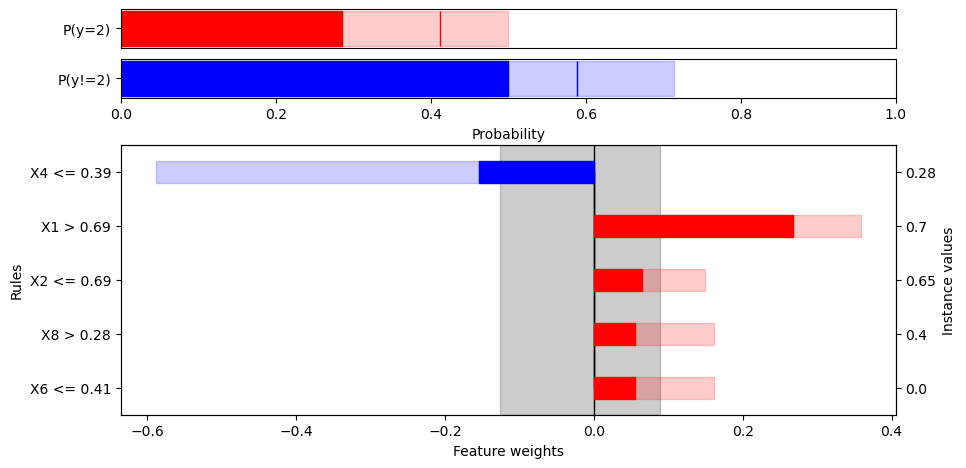 P(y=2)
P(y!=2)
0.0 0.2 0.4 0.6 0.8 1.0
Probability
Rules
X4 <= 0.39 0.28
X1 > 0.69 0.7
X2 <= 0.69 0.65
X8 > 0.28 0.4
X6 <= 0.41 0.0
Instance values
−0.6 −0.4 −0.2 0.0 0.2 0.4
Feature weights